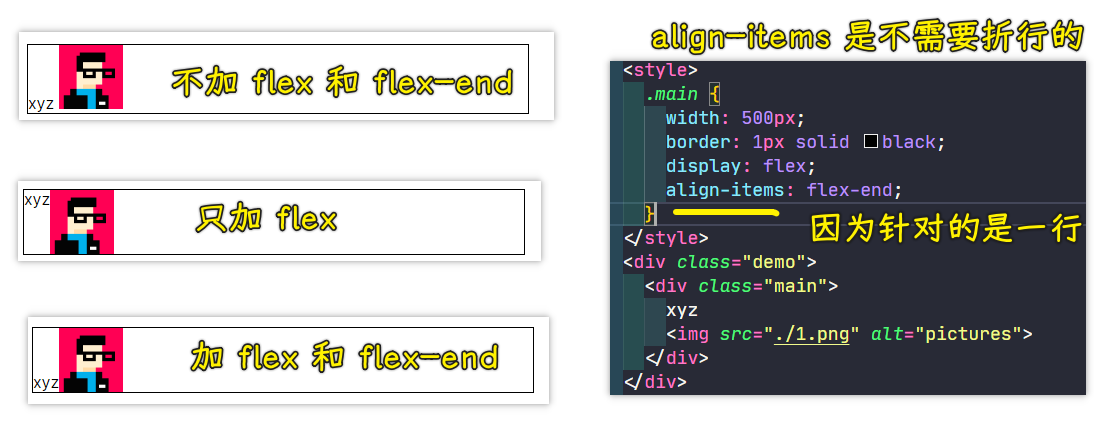 xyz
不加 flex 和 flex-end
xyz
只加 flex
xyz
加 flex 和 flex-end
align-items 是不需要折行的
<style>
.main {
width: 500px;
border: 1px solid black;
display: flex;
align-items: flex-end;
}
因为针对的是一行
</style>
<div class="demo">
<div class="main">
xyz
<img src="./1.png" alt="pictures">
</div>
</div>